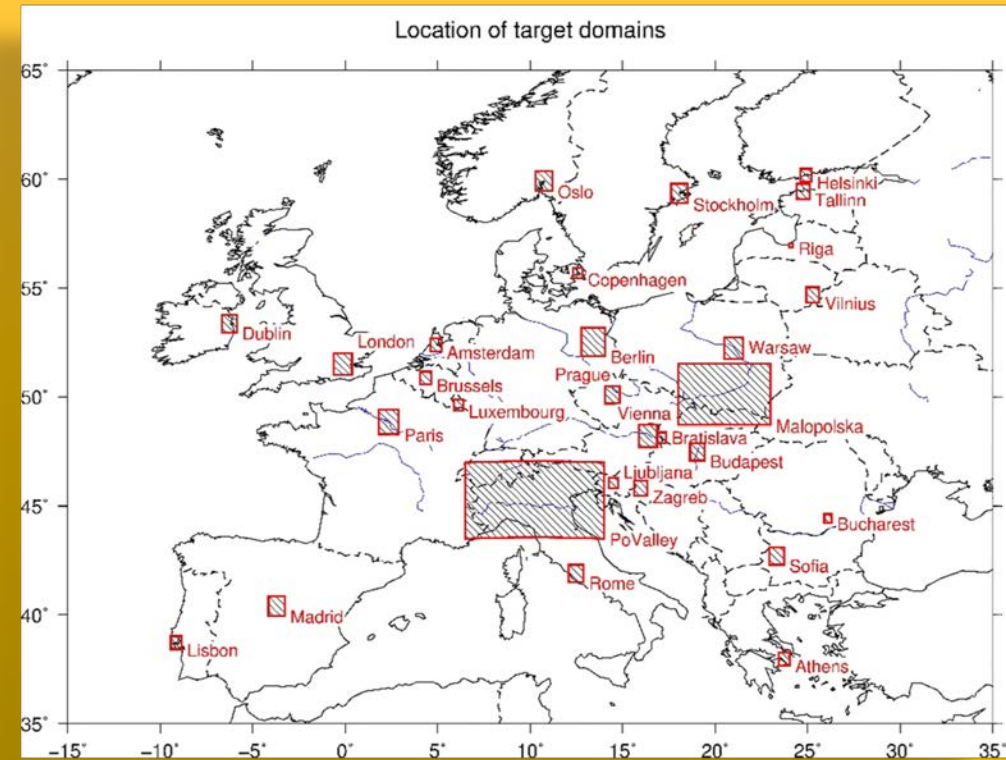 Location of target domains
65°
60°
55°
50°
45°
40°
35°
−15°
−10°
−5°
0°
5°
10°
15°
20°
25°
30°
35°
Oslo
Stockholm
Helsinki
Tallinn
Riga
Copenhagen
Vilnius
Dublin
London
Amsterdam
Berlin
Warsaw
Brussels
Prague
Luxembourg
Paris
Vienna
Malopolska
Bratislava
Budapest
Ljubljana
Zagreb
PoValley
Bucharest
Sofia
Rome
Madrid
Lisbon
Athens